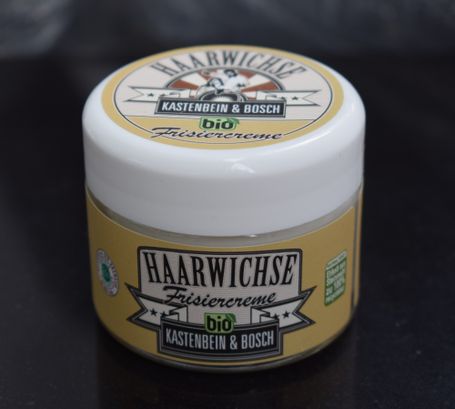 HAARWICHSE
KASTENBEIN & BOSCH
bio
Frisiercreme
HAARWICHSE
Frisiercreme
bio
KASTENBEIN & BOSCH